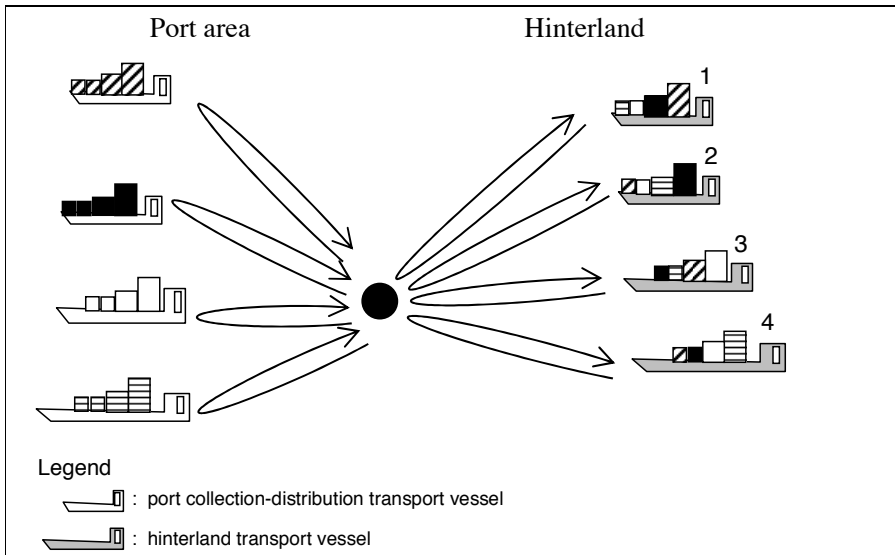 Port area
Hinterland
1
2
3
4
Legend
: port collection-distribution transport vessel
: hinterland transport vessel